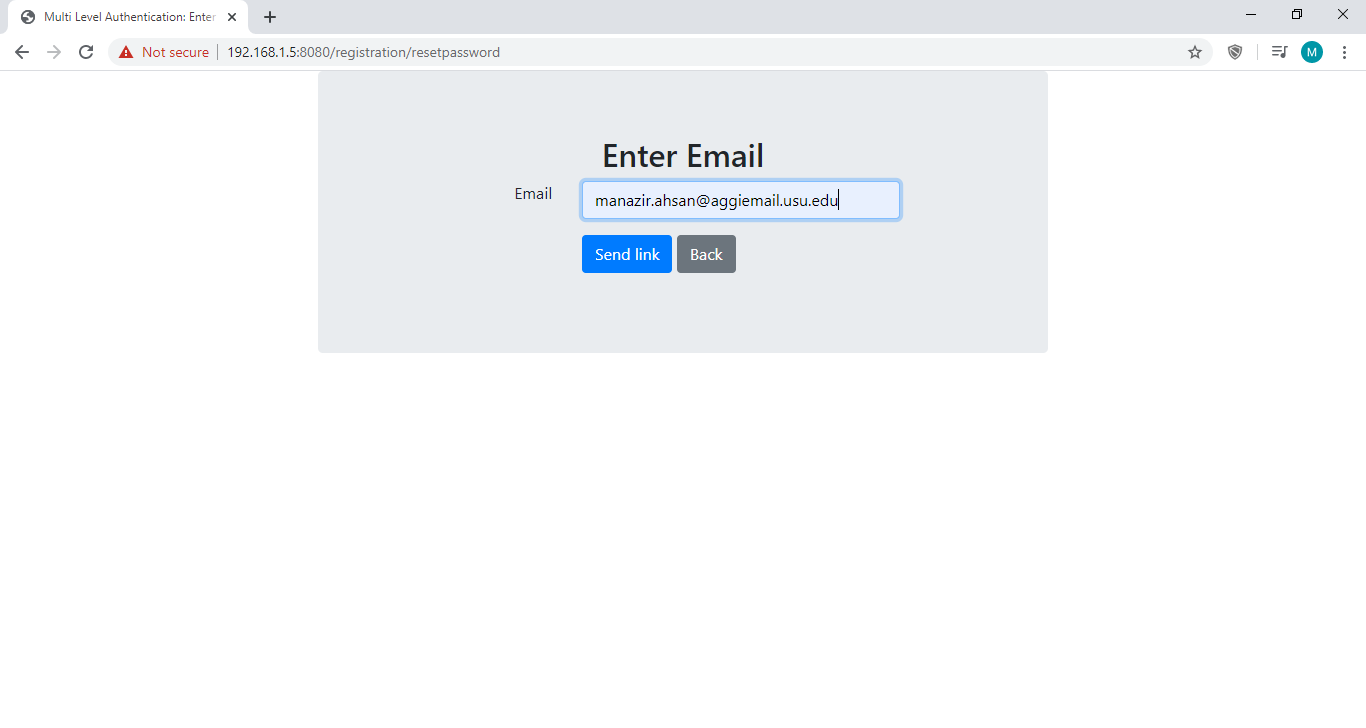 Multi Level Authentication: Enter
Not secure | 192.168.1.5:8080/registration/resetpassword
M
Enter Email
Email manazir.ahsan@aggiemail.usu.edu
Send link Back